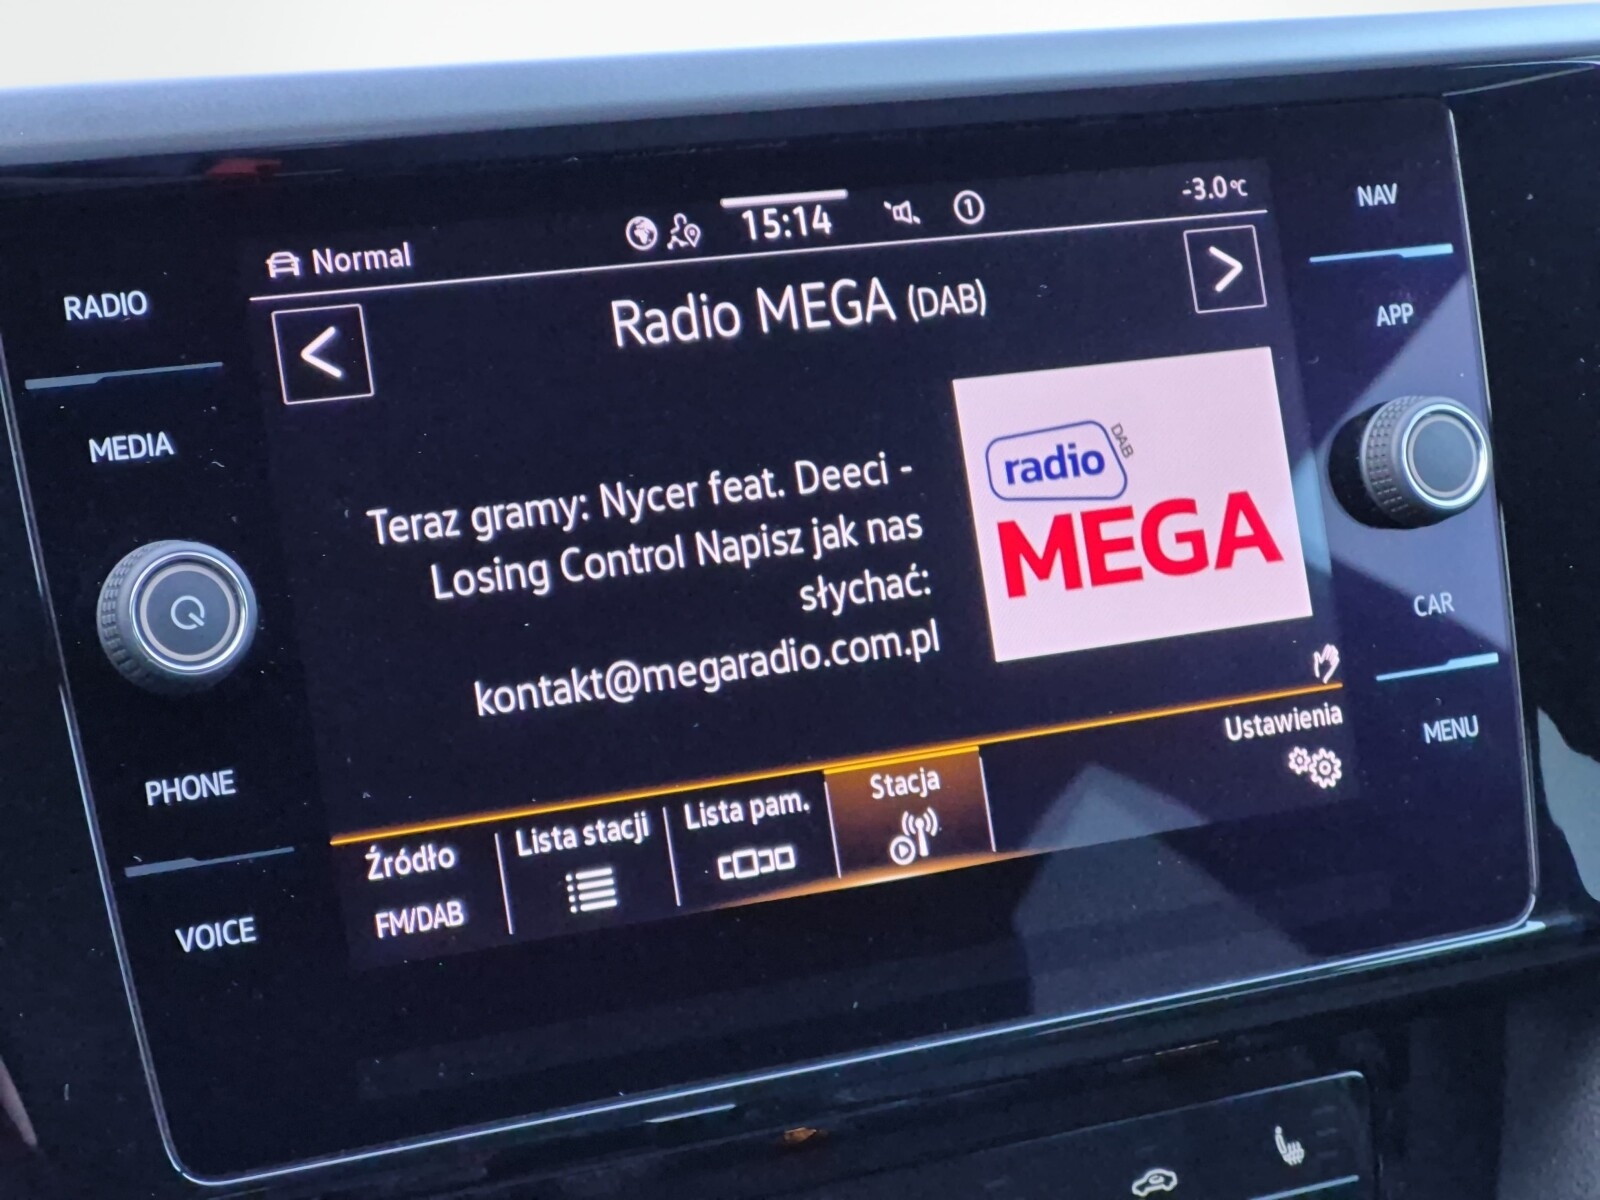 Normal
15:14
1
-3.0°C
Radio MEGA (DAB)
Teraz gramy: Nycer feat. Deeci -
Losing Control Napisz jak nas
słychać:
kontakt@megaradio.com.pl
radio
DAB
MEGA
Źródło
FM/DAB
Lista stacji
Lista pam.
Stacja
Ustawienia
RADIO
MEDIA
PHONE
VOICE
NAV
APP
CAR
MENU